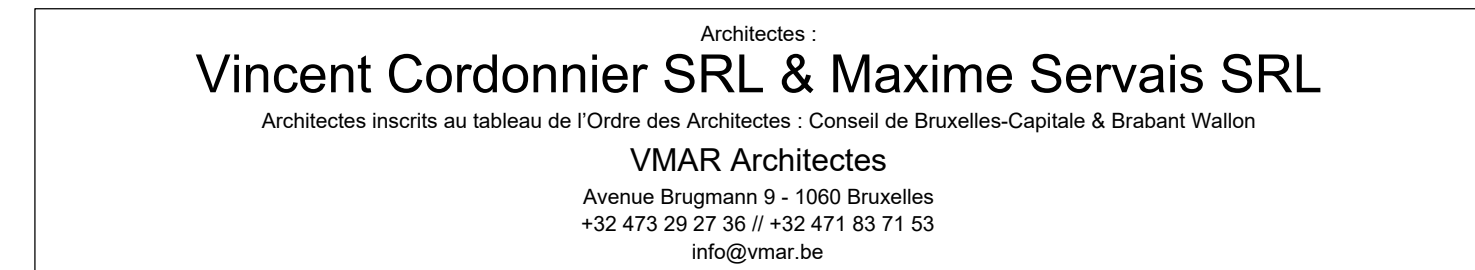 Architectes :
Vincent Cordonnier SRL & Maxime Servais SRL
Architectes inscrits au tableau de l’Ordre des Architectes : Conseil de Bruxelles-Capitale & Brabant Wallon
VMAR Architectes
Avenue Brugmann 9 - 1060 Bruxelles
+32 473 29 27 36 // +32 471 83 71 53
info@vmar.be